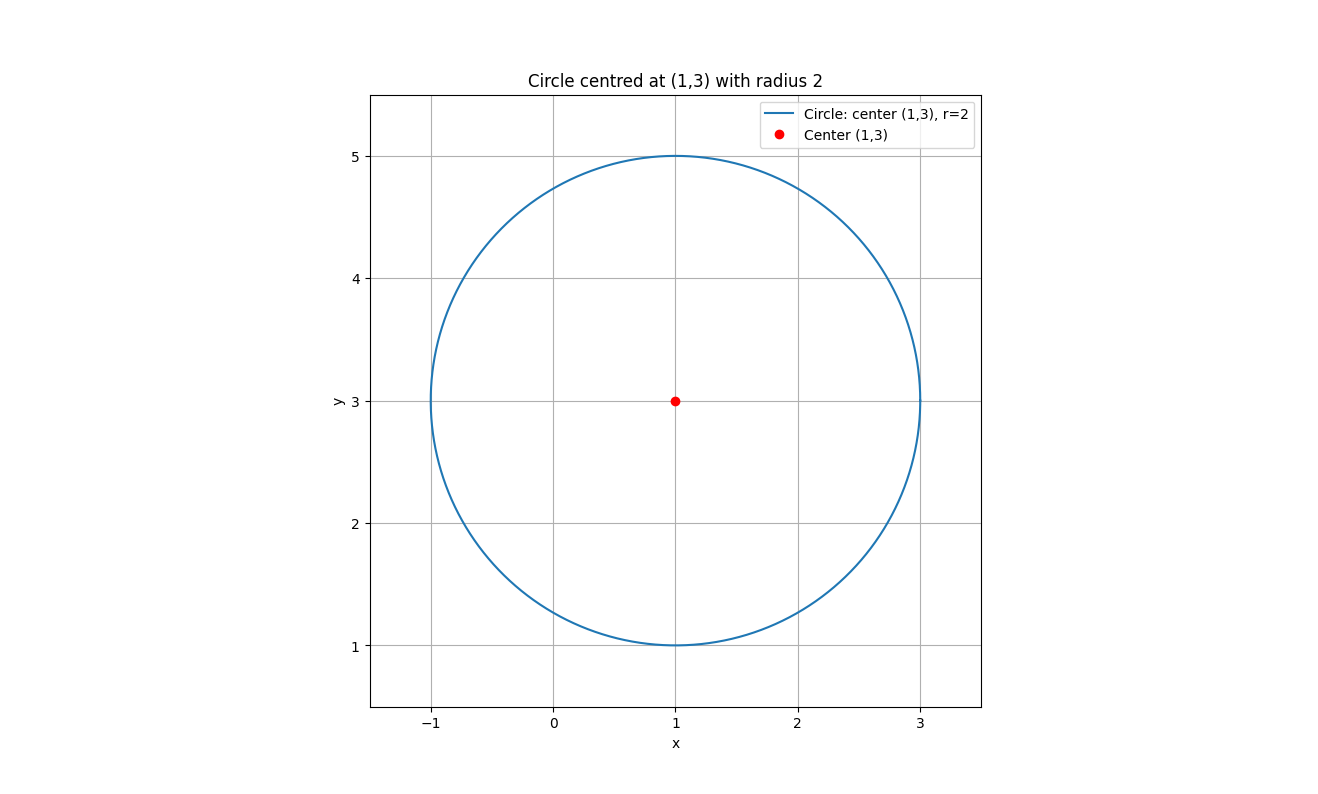 Circle centred at (1,3) with radius 2
Circle: center (1,3), r=2
Center (1,3)
5
4
3
2
1
y
−1 0 1 2 3
x